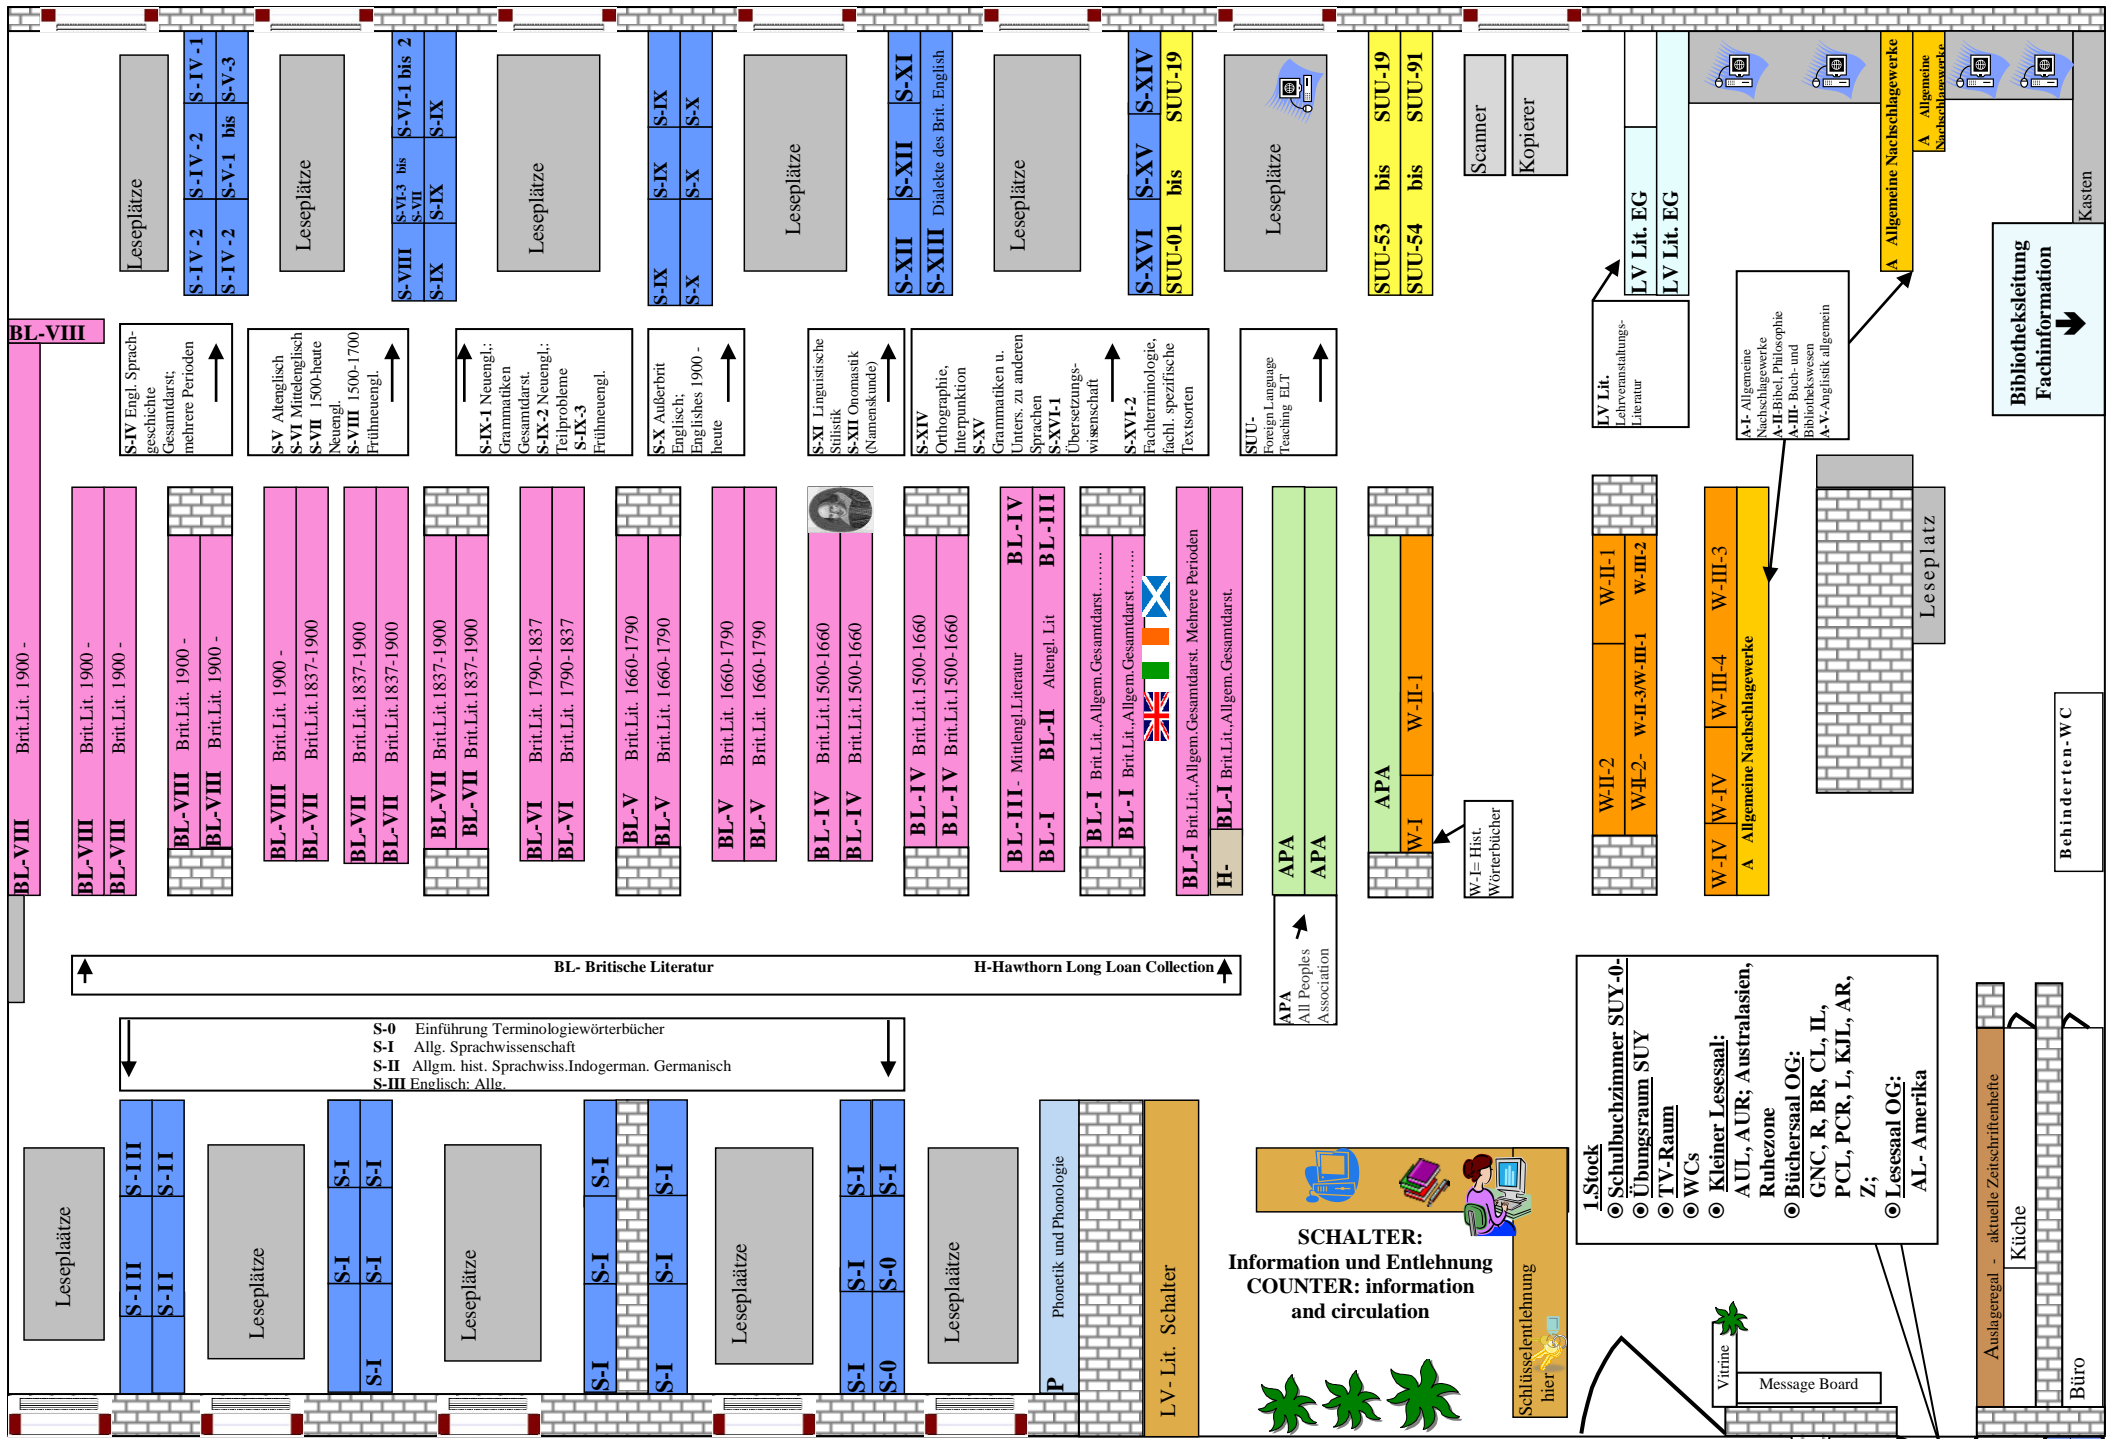 Leseplätze
S-IV-2 S-IV-2 S-IV-1
S-IV-2 S-V-1 bis S-V-3
Leseplätze
S-VIII S-VI-3 bis S-VII S-VI-1 bis 2
S-IX S-IX S-IX
Leseplätze
S-IX S-IX S-IX
S-X S-X S-X
Leseplätze
S-XII S-XII S-XI
S-XIII Dialekte des Brit. English
Leseplätze
S-XVI S-XV S-XIV
SUU-01 bis SUU-19
Leseplätze
SUU-53 bis SUU-19
SUU-54 bis SUU-91
Scanner
Kopierer
LV Lit. EG
LV Lit. EG
A Allgemeine Nachschlagewerke
A Allgemeine
Nachschlagewerke
Kasten
Bibliotheksleitung
Fachinformation
BL-VIII
S-IV Engl. Sprach-
geschichte
Gesamtdarst;
mehrere Perioden
S-V Altenglisch
S-VI Mittelenglisch
S-VII 1500-heute
Neuengl.
S-VIII 1500-1700
Frühneuengl.
S-IX-1 Neuengl,:
Grammatiken
Gesamtdarst.
S-IX-2 Neuengl,:
Teilprobleme
S-IX-3
Frühneuengl.
S-X Außerbrit
Englisch;
Englisches 1900 -
heute
S-XI Linguistische
Stilistik
S-XII Onomastik
(Namenskunde)
S-XIV
Orthographie,
Interpunktion
S-XV
Grammatiken u.
Unters. zu anderen
Sprachen
S-XVI-1
Übersetzungs-
wissenschaft
S-XVI-2
Fachterminologie,
fachl. spezifische
Textsorten
SUU-
Foreign Language
Teaching ELT
LV Lit.
Lehrveranstaltungs-
Literatur
A-I- Allgemeine
Nachschlagewerke
A-II-Bibel, Philosophie
A-III- Buch- und
Bibliothekswesen
A-V-Anglistik allgemein
BL-VIII Brit.Lit. 1900 -
BL-VIII Brit.Lit. 1900 -
BL-VIII Brit.Lit. 1900 -
BL-VIII Brit.Lit. 1900 -
BL-VIII Brit.Lit. 1900 -
BL-VIII Brit.Lit. 1900 -
BL-VII Brit.Lit.1837-1900
BL-VII Brit.Lit.1837-1900
BL-VII Brit.Lit.1837-1900
BL-VII Brit.Lit.1837-1900
BL-VII Brit.Lit.1837-1900
BL-VI Brit.Lit. 1790-1837
BL-VI Brit.Lit. 1790-1837
BL-V Brit.Lit. 1660-1790
BL-V Brit.Lit. 1660-1790
BL-V Brit.Lit. 1660-1790
BL-V Brit.Lit. 1660-1790
BL-IV Brit.Lit.1500-1660
BL-IV Brit.Lit.1500-1660
BL-IV Brit.Lit.1500-1660
BL-IV Brit.Lit.1500-1660
BL-III- Mittlengl.Literatur BL-IV
BL-I BL-II Altengl. Lit BL-III
BL-I Brit.Lit.,Allgem.Gesamtdarst.........
BL-I Brit.Lit.,Allgem.Gesamtdarst.........
BL-I Brit.Lit.,Allgem.Gesamtdarst. Mehrere Perioden
H- BL-I Brit.Lit.,Allgem.Gesamtdarst.
APA
APA
APA
W-I W-II-1
W-I= Hist.
Wörterbücher
W-II-2 W-II-1
W-II-2- W-II-3/W-III-1 W-III-2
W-IV W-IV W-III-4 W-III-3
A Allgemeine Nachschlagewerke
Leseplatz
Behinderten-WC
BL- Britische Literatur H-Hawthorn Long Loan Collection
APA
All Peoples
Association
S-0 Einführung Terminologiewörterbücher
S-I Allg. Sprachwissenschaft
S-II Allgm. hist. Sprachwiss.Indogerman. Germanisch
S-III Englisch: Allg.
Leseplaätze
S-III S-III
S-II S-II
Leseplätze
S-I S-I
S-I S-I S-I
Leseplätze
S-I S-I S-I
S-I S-I S-I
Leseplaätze
S-I S-I S-I
S-0 S-0
Leseplaätze
P Phonetik und Phonologie
LV- Lit. Schalter
SCHALTER:
Information und Entlehnung
COUNTER: information
and circulation
Schlüsselentlehnung
hier
1.Stock
Schulbuchzimmer SUY-0-
Übungsraum SUY
TV-Raum
WCs
Kleiner Lesesaal:
AUL, AUR; Australasien,
Ruhezone
Büchersaal OG:
GNC, R, BR, CL, IL,
PCL, PCR, L, KJL, AR,
Z;
Lesesaal OG:
AL- Amerika
Vitrine
Message Board
Auslageregal - aktuelle Zeitschriftenhefte
Küche
Büro